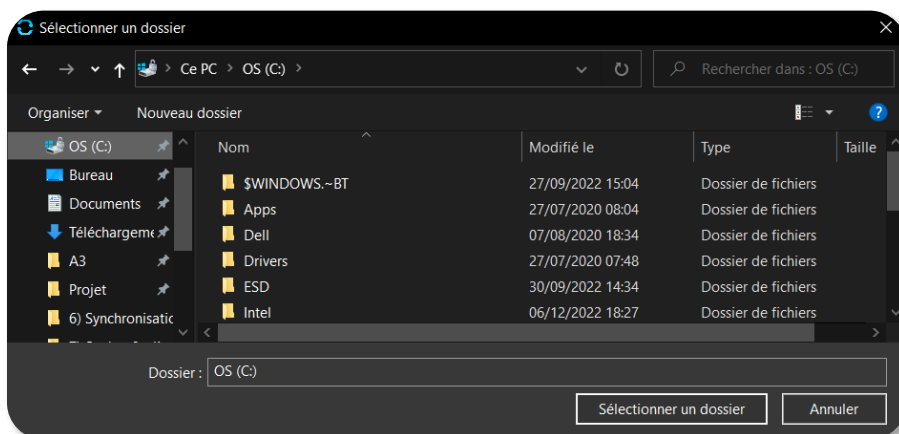 Sélectionner un dossier
Ce PC > OS (C:) >
Rechercher dans : OS (C:)
Organiser
Nouveau dossier
?
OS (C:)
Bureau
Documents
Téléchargeme
A3
Projet
6) Synchronisatic
Nom Modifié le Type Taille
$WINDOWS.~BT 27/09/2022 15:04 Dossier de fichiers
Apps 27/07/2020 08:04 Dossier de fichiers
Dell 07/08/2020 18:34 Dossier de fichiers
Drivers 27/07/2020 07:48 Dossier de fichiers
ESD 30/09/2022 14:34 Dossier de fichiers
Intel 06/12/2022 18:27 Dossier de fichiers
Dossier : OS (C:)
Sélectionner un dossier
Annuler